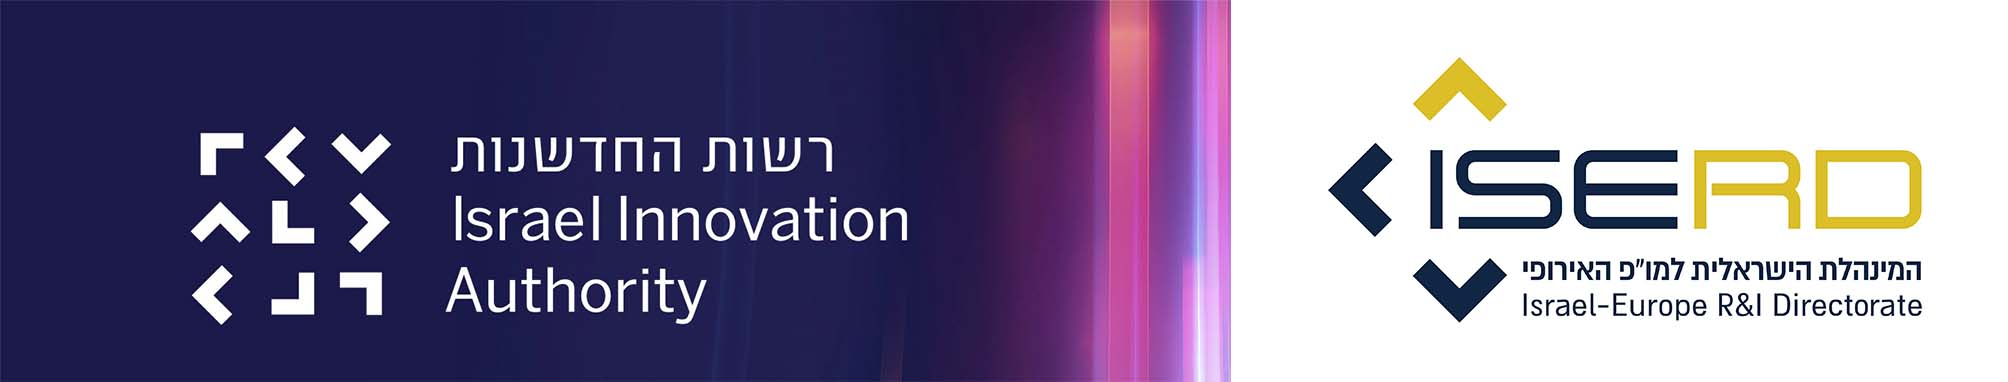 רשות החדשנות
Israel Innovation
Authority
ISERD
המינהלת הישראלית למו"פ האירופי
Israel-Europe R&I Directorate